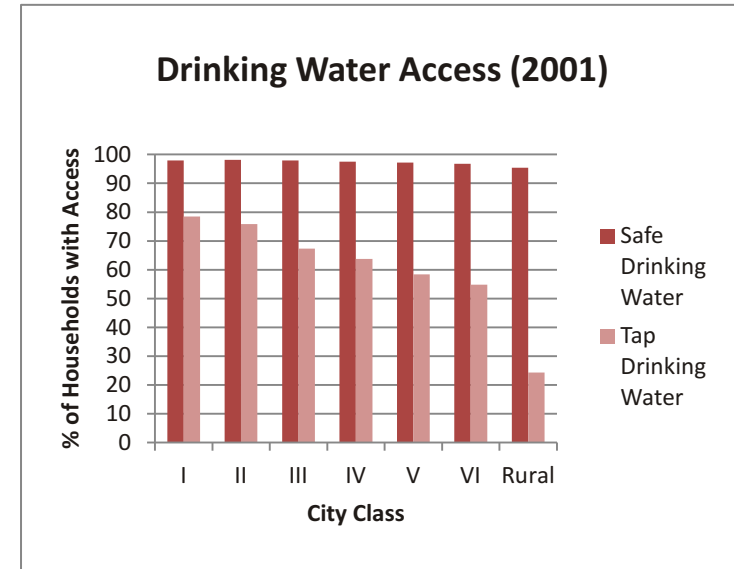 Drinking Water Access (2001)
% of Households with Access
100
90
80
70
60
50
40
30
20
10
0
I II III IV V VI Rural
City Class
Safe
Drinking
Water
Tap
Drinking
Water